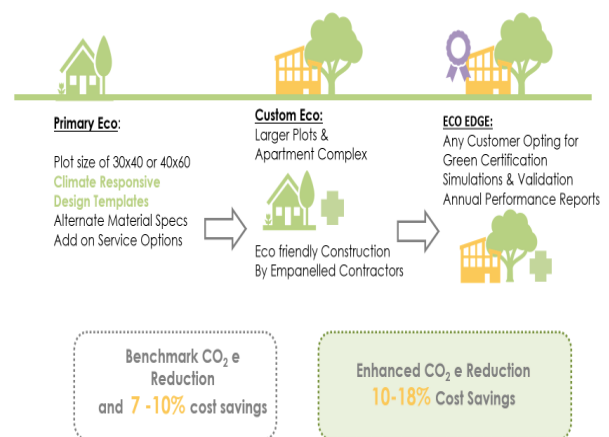 Primary Eco:
Plot size of 30x40 or 40x60
Climate Responsive
Design Templates
Alternate Material Specs
Add on Service Options
Custom Eco:
Larger Plots &
Apartment Complex
Eco friendly Construction
By Empanelled Contractors
ECO EDGE:
Any Customer Opting for
Green Certification
Simulations & Validation
Annual Performance Reports
Benchmark CO₂ e
Reduction
and 7 -10% cost savings
Enhanced CO₂ e Reduction
10-18% Cost Savings